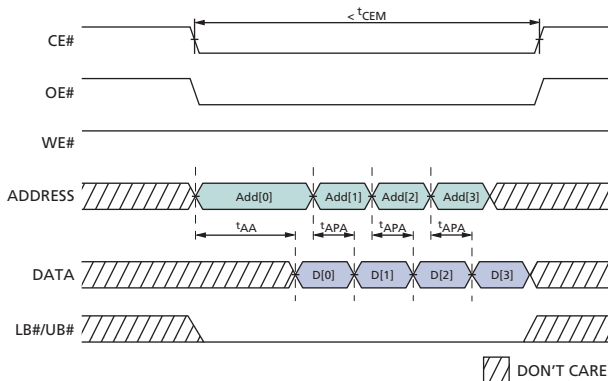 < tCEM
CE#
OE#
WE#
ADDRESS Add[0] Add[1] Add[2] Add[3]
tAA tAPA tAPA tAPA
DATA D[0] D[1] D[2] D[3]
LB#/UB#
DON'T CARE